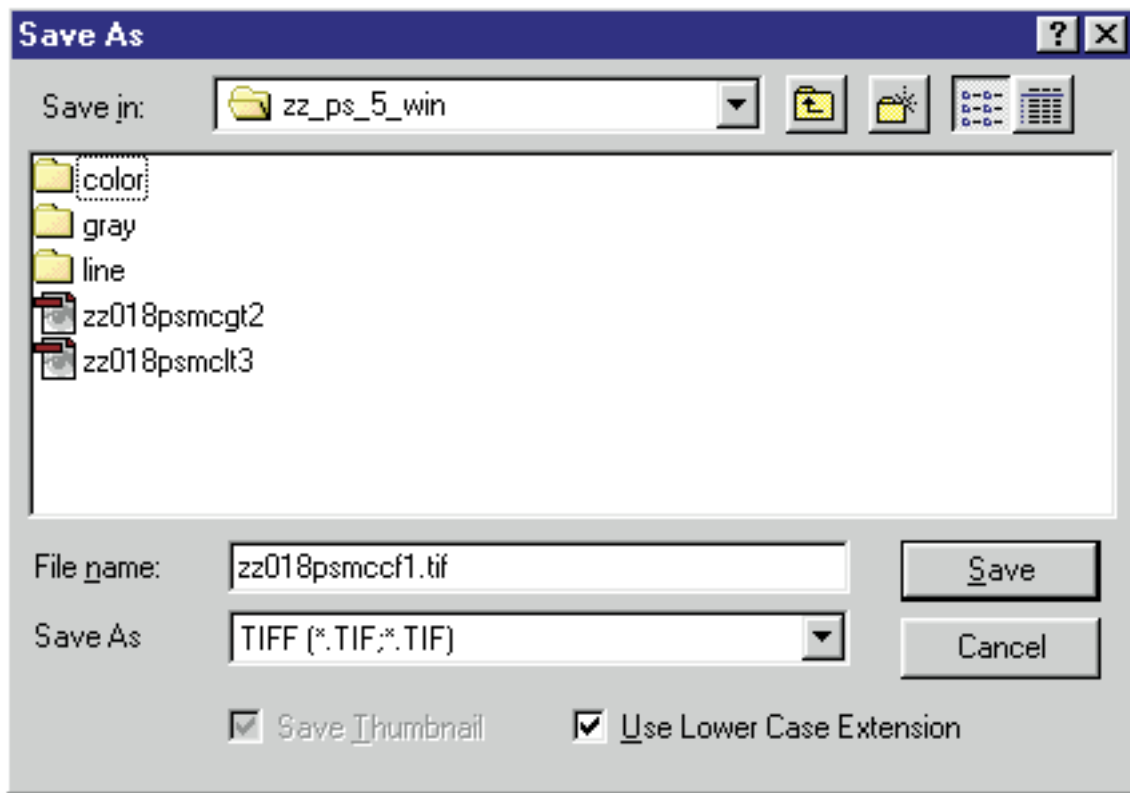 Save As
Save in: zz_ps_5_win
color
gray
line
zz018psmcgt2
zz018psmclt3
File name: zz018psmccf1.tif Save
Save As TIFF (*.TIF;*.TIF) Cancel
Save Thumbnail Use Lower Case Extension